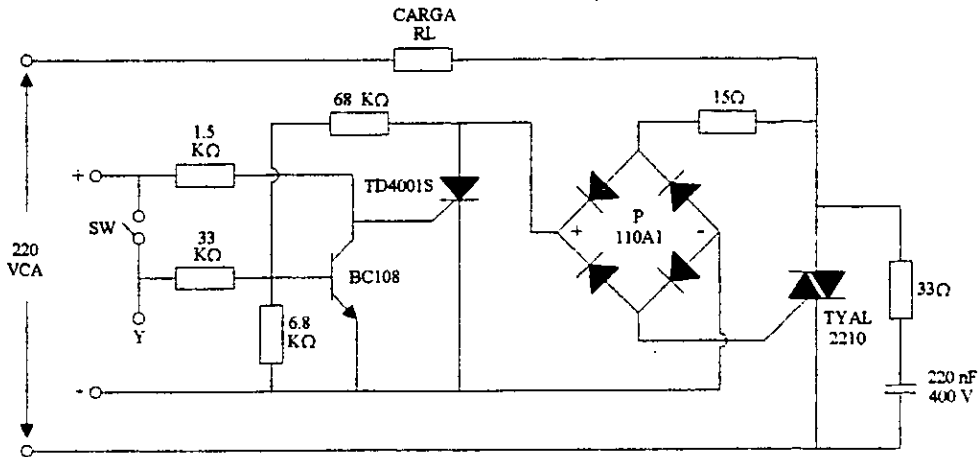 CARGA
RL
68 KΩ
15Ω
1.5
KΩ
+
TD4001S
SW
P
110A1
+
-
220
VCA
33
KΩ
BC108
33Ω
Y
6.8
KΩ
TYAL
2210
-
220 nF
400 V